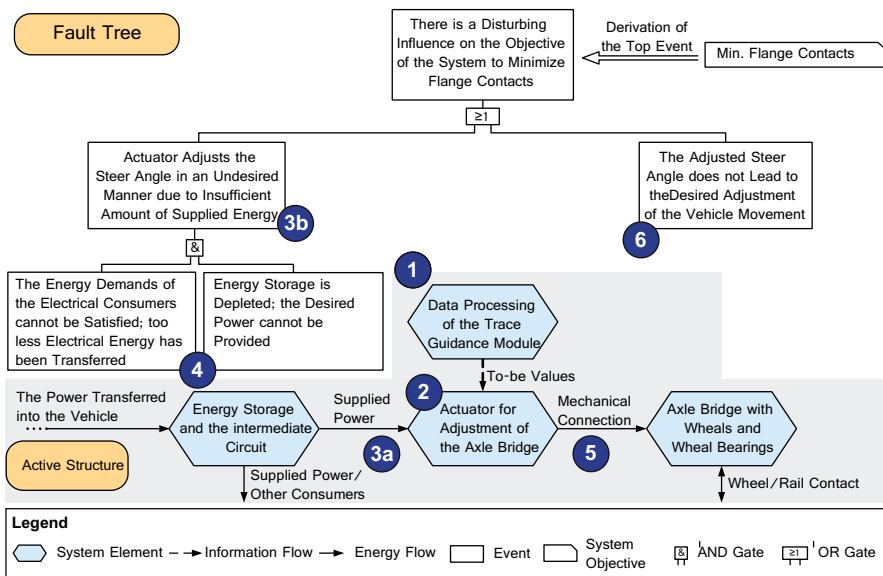 Fault Tree
There is a Disturbing
Influence on the Objective
of the System to Minimize
Flange Contacts
Derivation of
the Top Event
Min. Flange Contacts
≥1
Actuator Adjusts the
Steer Angle in an Undesired
Manner due to Insufficient
Amount of Supplied Energy
3b
The Adjusted Steer
Angle does not Lead to
theDesired Adjustment
of the Vehicle Movement
6
&
The Energy Demands of
the Electrical Consumers
cannot be Satisfied; too
less Electrical Energy has
been Transferred
4
Energy Storage is
Depleted; the Desired
Power cannot be
Provided
1
Data Processing
of the Trace
Guidance Module
To-be Values
The Power Transferred
into the Vehicle
Energy Storage
and the intermediate
Circuit
Supplied
Power
3a
2
Actuator for
Adjustment of
the Axle Bridge
Mechanical
Connection
5
Axle Bridge with
Wheels and
Wheel Bearings
Active Structure
Supplied Power/
Other Consumers
Wheel/Rail Contact
Legend
System Element
Information Flow
Energy Flow
Event
System
Objective
&
AND Gate
≥1
OR Gate